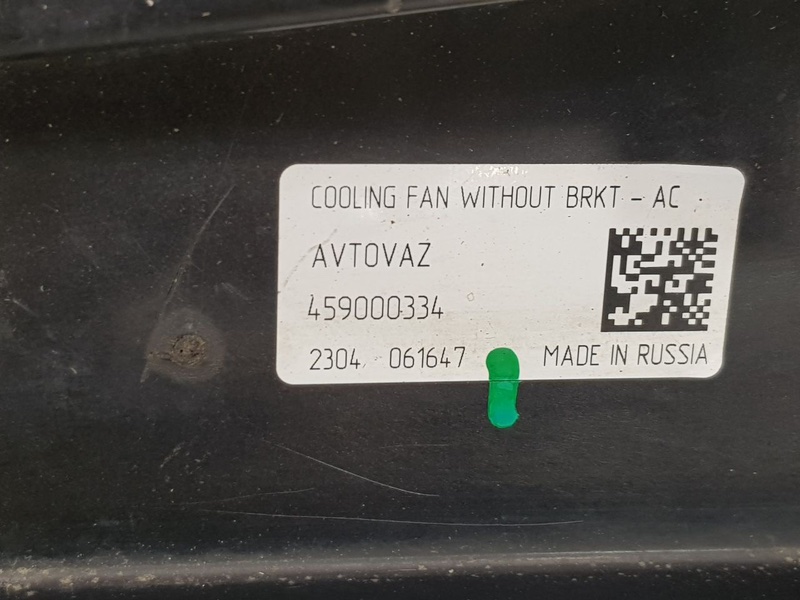 COOLING FAN WITHOUT BRKT - AC
AVTOVAZ
459000334
2304 061647 MADE IN RUSSIA